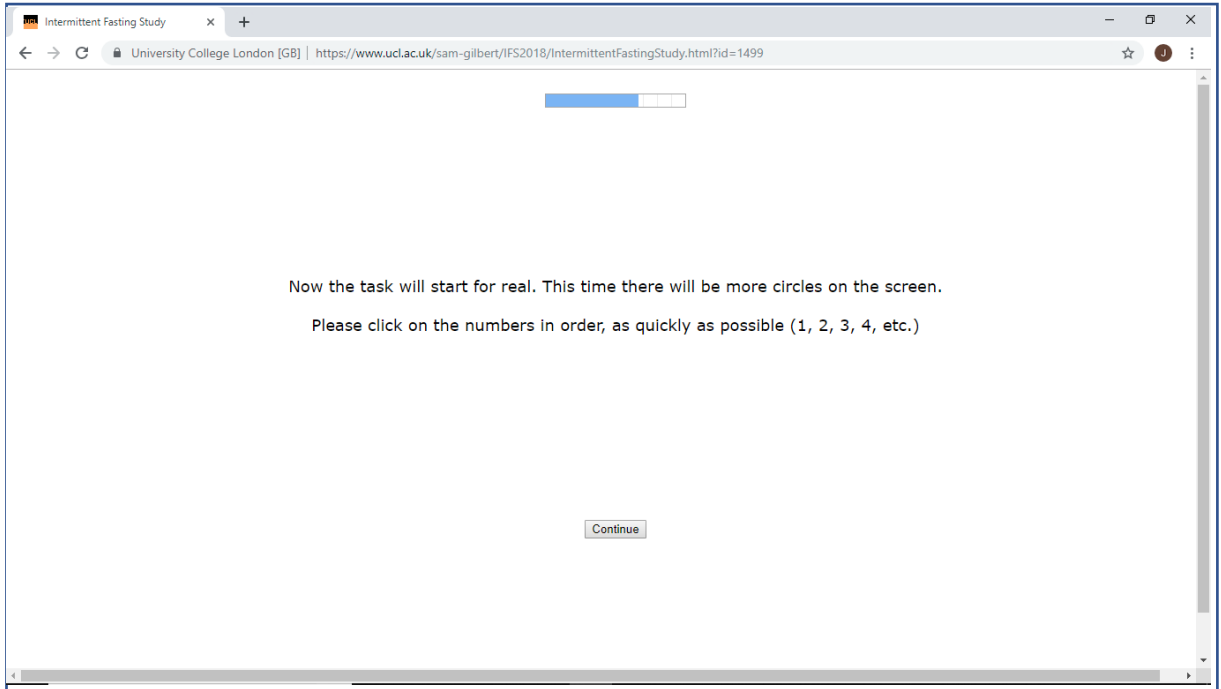 UCL Intermittent Fasting Study
University College London [GB] | https://www.ucl.ac.uk/sam-gilbert/IFS2018/IntermittentFastingStudy.html?id=1499
J
Now the task will start for real. This time there will be more circles on the screen.
Please click on the numbers in order, as quickly as possible (1, 2, 3, 4, etc.)
Continue